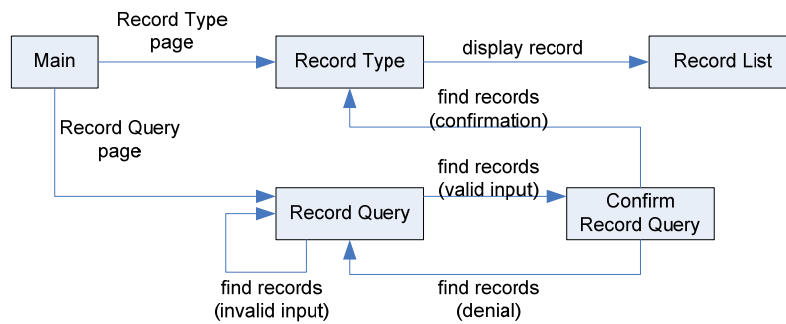 Record Type
page
Main
Record Type
display record
Record List
find records
(confirmation)
Record Query
page
find records
(valid input)
Record Query
Confirm
Record Query
find records
(invalid input)
find records
(denial)